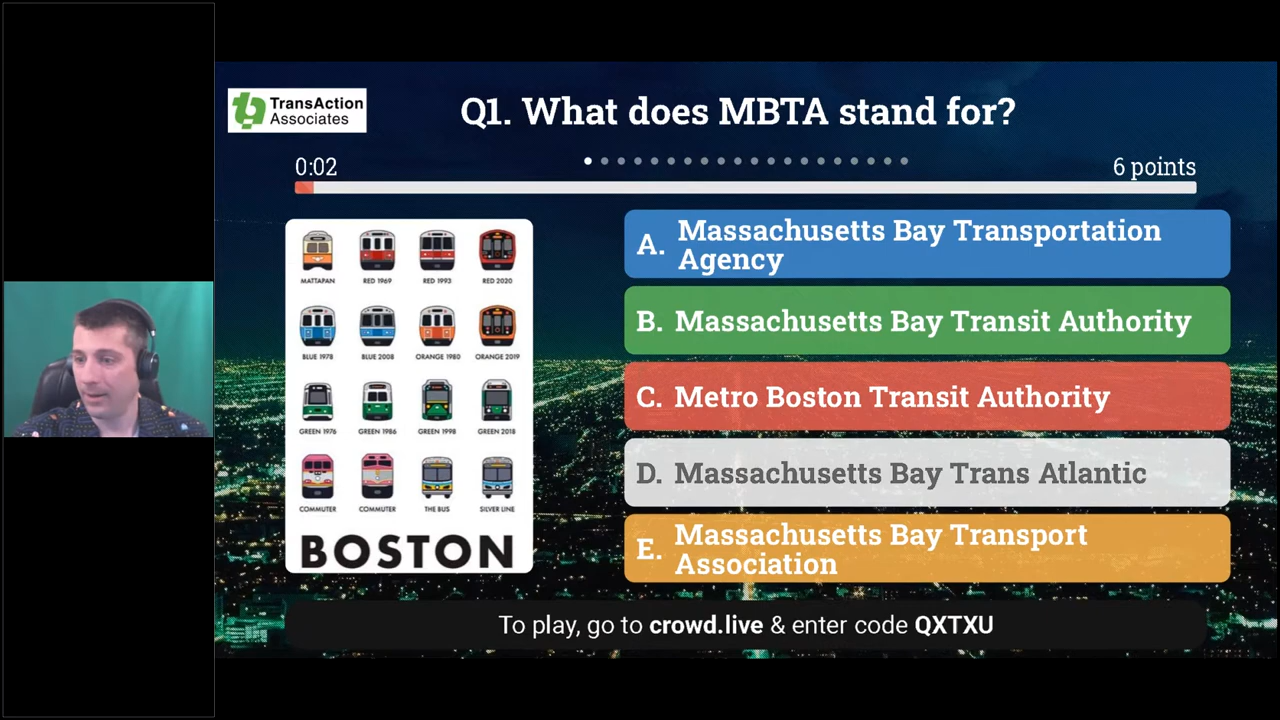 TransAction
Associates
Q1. What does MBTA stand for?
0:02
6 points
MATTAPAN
RED 1969
RED 1993
RED 2020
BLUE 1978
BLUE 2008
ORANGE 1980
ORANGE 2019
GREEN 1976
GREEN 1986
GREEN 1998
GREEN 2018
COMMUTER
COMMUTER
THE BUS
SILVER LINE
BOSTON
A. Massachusetts Bay Transportation
Agency
B. Massachusetts Bay Transit Authority
C. Metro Boston Transit Authority
D. Massachusetts Bay Trans Atlantic
E. Massachusetts Bay Transport
Association
To play, go to crowd.live & enter code QXTXU